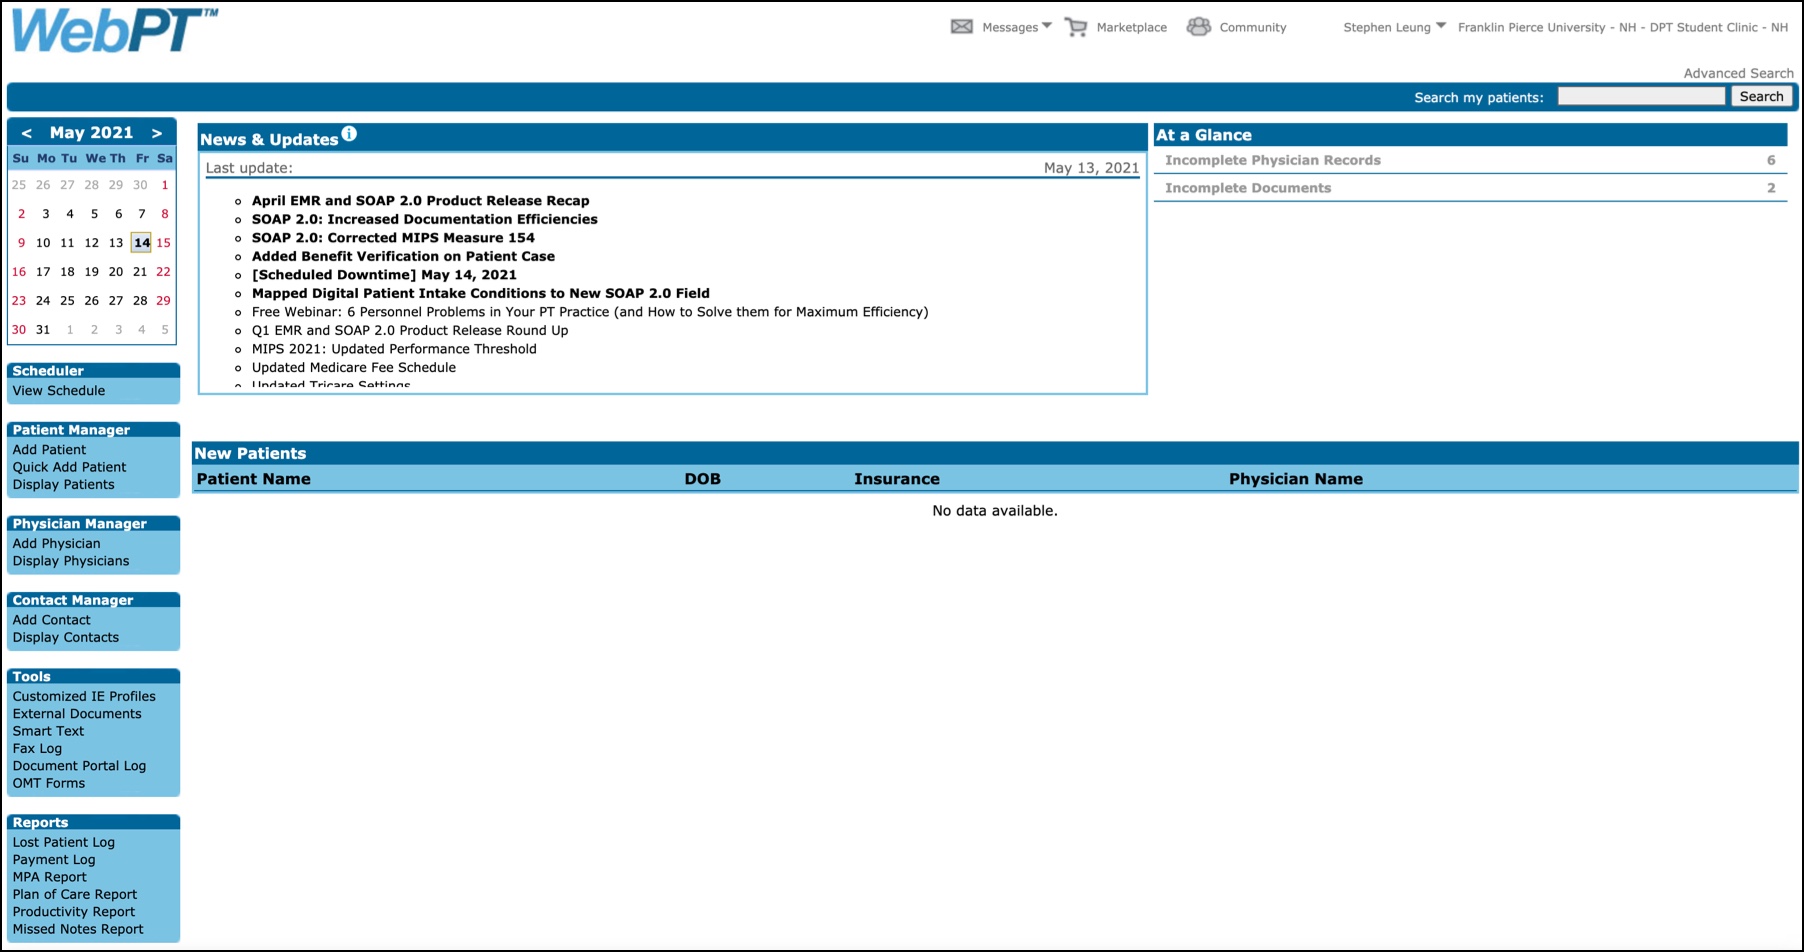 WebPT™
Messages Marketplace Community Stephen Leung Franklin Pierce University - NH - DPT Student Clinic - NH
Advanced Search
Search my patients: Search
< May 2021 >
Su Mo Tu We Th Fr Sa
25 26 27 28 29 30 1
2 3 4 5 6 7 8
9 10 11 12 13 14 15
16 17 18 19 20 21 22
23 24 25 26 27 28 29
30 31 1 2 3 4 5
Scheduler
View Schedule
Patient Manager
Add Patient
Quick Add Patient
Display Patients
Physician Manager
Add Physician
Display Physicians
Contact Manager
Add Contact
Display Contacts
Tools
Customized IE Profiles
External Documents
Smart Text
Fax Log
Document Portal Log
OMT Forms
Reports
Lost Patient Log
Payment Log
MPA Report
Plan of Care Report
Productivity Report
Missed Notes Report
News & Updates i
Last update: May 13, 2021
April EMR and SOAP 2.0 Product Release Recap
SOAP 2.0: Increased Documentation Efficiencies
SOAP 2.0: Corrected MIPS Measure 154
Added Benefit Verification on Patient Case
[Scheduled Downtime] May 14, 2021
Mapped Digital Patient Intake Conditions to New SOAP 2.0 Field
Free Webinar: 6 Personnel Problems in Your PT Practice (and How to Solve them for Maximum Efficiency)
Q1 EMR and SOAP 2.0 Product Release Round Up
MIPS 2021: Updated Performance Threshold
Updated Medicare Fee Schedule
Updated Tricare Settings
At a Glance
Incomplete Physician Records 6
Incomplete Documents 2
New Patients
Patient Name DOB Insurance Physician Name
No data available.